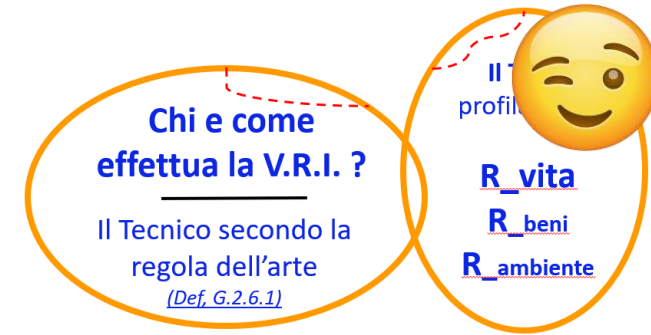 Chi e come
effettua la V.R.I. ?
Il Tecnico secondo la
regola dell'arte
(Def, G.2.6.1)
Il
R_vita
R_beni
R_ambiente